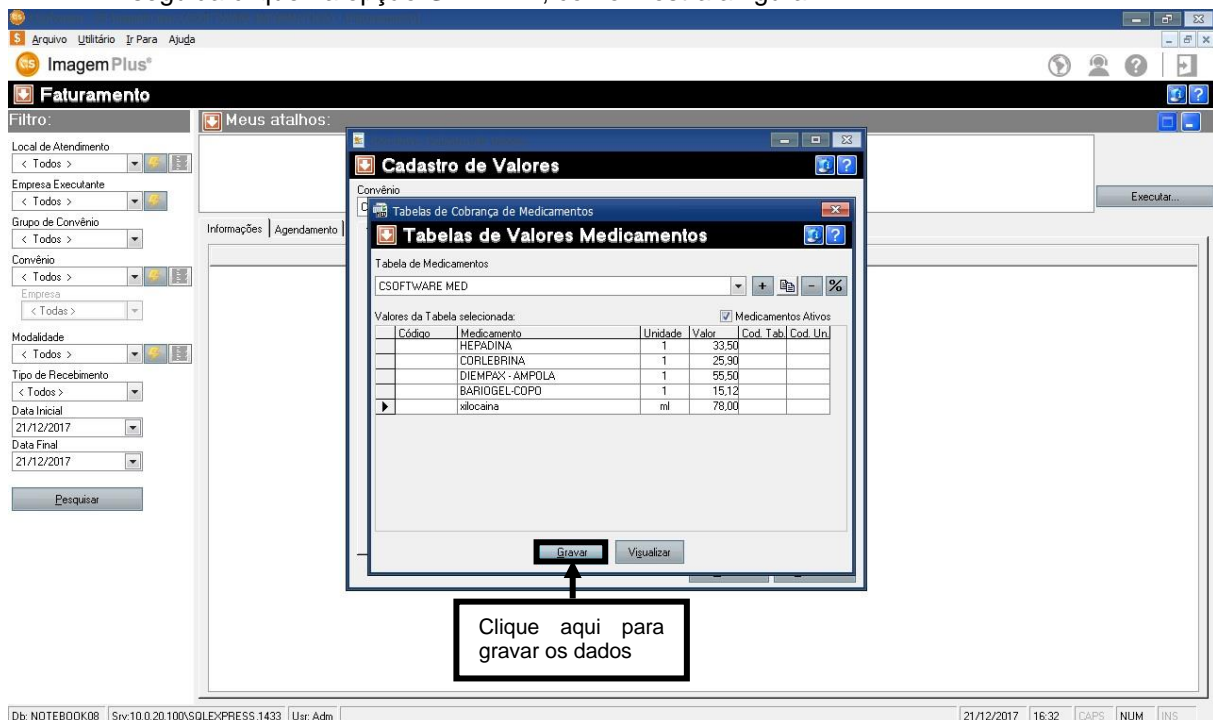 Arquivo Utilitário Ir Para Ajuda
ImagemPlus®
Faturamento
Filtro:
Meus atalhos:
Local de Atendimento
< Todos >
Empresa Executante
< Todos >
Grupo de Convênio
< Todos >
Convênio
< Todos >
Empresa
< Todas >
Modalidade
< Todos >
Tipo de Recebimento
< Todos >
Data Inicial
21/12/2017
Data Final
21/12/2017
Pesquisar
Executar...
Informações Agendamento
Cadastro de Valores
Convênio
Tabelas de Cobrança de Medicamentos
Tabelas de Valores Medicamentos
Tabela de Medicamentos
CSOFTWARE MED
Valores da Tabela selecionada: Medicamentos Ativos
Código Medicamento Unidade Valor Cod. Tab. Cod. Un.
HEPADINA 1 33,50
CORLEBRINA 1 25,90
DIEMPAX - AMPOLA 1 55,50
BARIOGEL-COPO 1 15,12
xilocaina ml 78,00
Gravar Visualizar
Clique aqui para
gravar os dados
Db: NOTEBOOK08 Srv:10.0.20.100\SQLEXPRESS,1433 Usr: Adm 21/12/2017 16:32 CAPS NUM INS